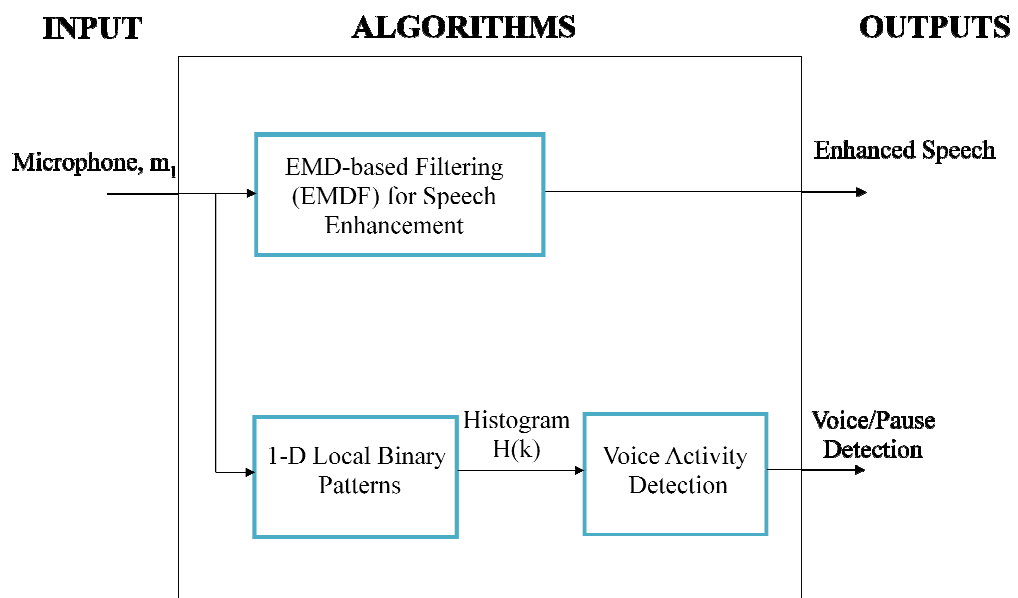 INPUT
ALGORITHMS
OUTPUTS
Microphone, m1
EMD-based Filtering
(EMDF) for Speech
Enhancement
Enhanced Speech
1-D Local Binary
Patterns
Histogram
H(k)
Voice Activity
Detection
Voice/Pause
Detection